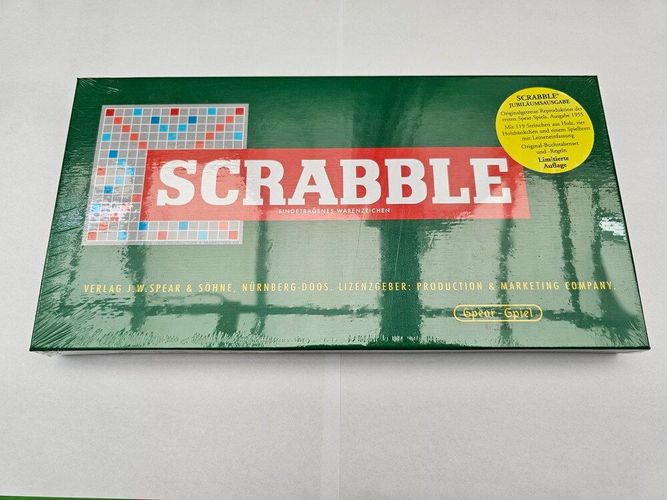 SCRABBLE®
JUBILÄUMSAUSGABE
Originalgetreue Reproduktion des
ersten Spear-Spiels, Ausgabe 1955
Mit 119 Steinchen aus Holz, vier
Holzbänkchen und einem Spielbrett
mit Leineneinfassung
Original-Buchstabenset
und -Regeln
Limitierte
Auflage
SCRABBLE
EINGETRAGENES WARENZEICHEN
VERLAG J.W.SPEAR & SÖHNE, NÜRNBERG-DOOS. LIZENZGEBER: PRODUCTION & MARKETING COMPANY.
Spear-Spiel